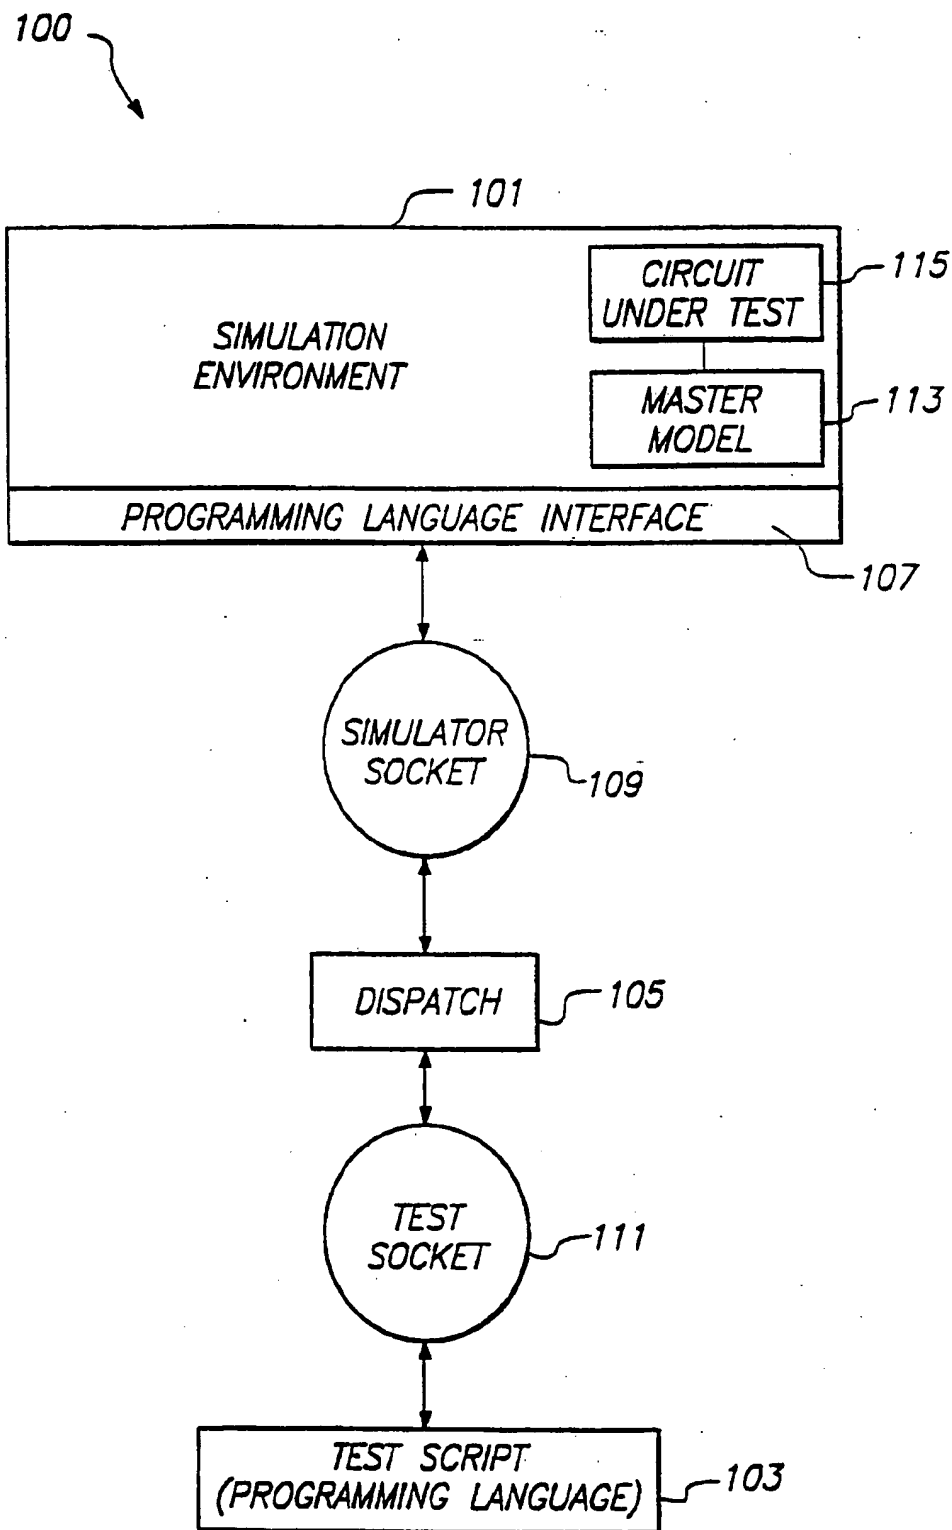 100
101
CIRCUIT
UNDER TEST
115
SIMULATION
ENVIRONMENT
MASTER
MODEL
113
PROGRAMMING LANGUAGE INTERFACE
107
SIMULATOR
SOCKET
109
DISPATCH
105
TEST
SOCKET
111
TEST SCRIPT
(PROGRAMMING LANGUAGE)
103